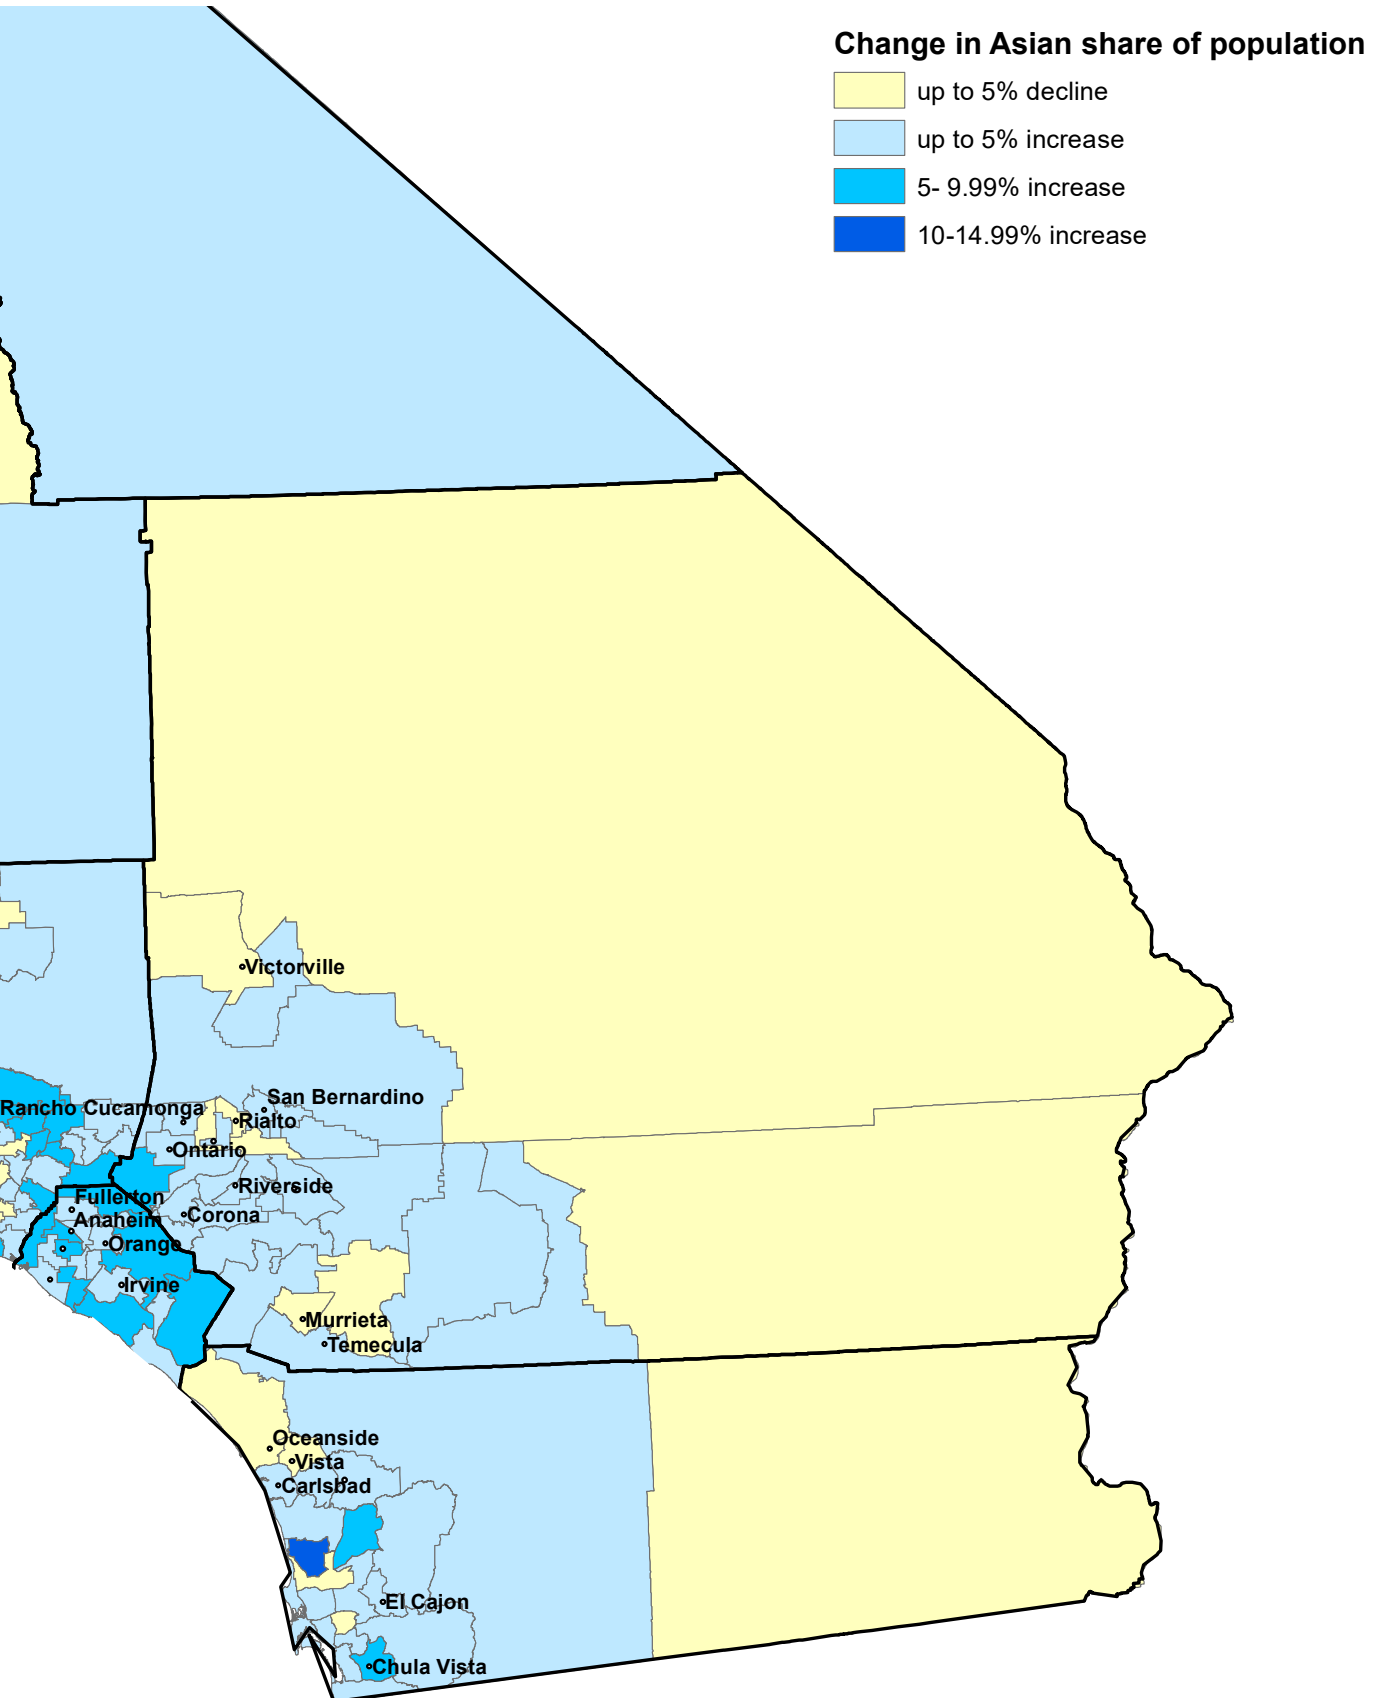 Change in Asian share of population
up to 5% decline
up to 5% increase
5- 9.99% increase
10-14.99% increase
Victorville
San Bernardino
Rancho Cucamonga
Rialto
Ontario
Riverside
Fullerton
Corona
Anaheim
Orange
Irvine
Murrieta
Temecula
Oceanside
Vista
Carlsbad
El Cajon
Chula Vista